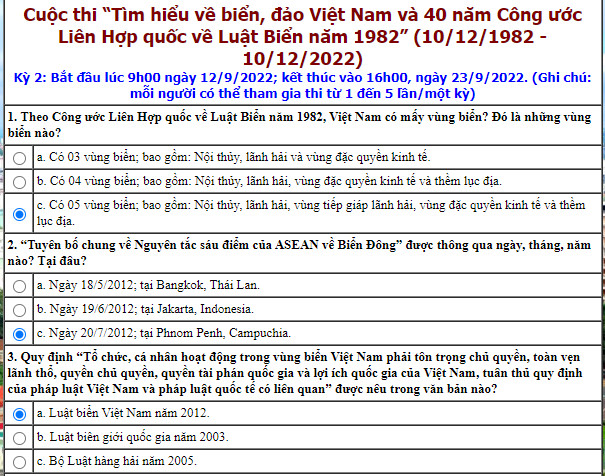 Cuộc thi “Tìm hiểu về biển, đảo Việt Nam và 40 năm Công ước
Liên Hợp quốc về Luật Biển năm 1982” (10/12/1982 -
10/12/2022)
Kỳ 2: Bắt đầu lúc 9h00 ngày 12/9/2022; kết thúc vào 16h00, ngày 23/9/2022. (Ghi chú:
mỗi người có thể tham gia thi từ 1 đến 5 lần/một kỳ)
1. Theo Công ước Liên Hợp quốc về Luật Biển năm 1982, Việt Nam có mấy vùng biển? Đó là những vùng
biển nào?
a. Có 03 vùng biển; bao gồm: Nội thủy, lãnh hải và vùng đặc quyền kinh tế.
b. Có 04 vùng biển; bao gồm: Nội thủy, lãnh hải, vùng đặc quyền kinh tế và thềm lục địa.
c. Có 05 vùng biển; bao gồm: Nội thủy, lãnh hải, vùng tiếp giáp lãnh hải, vùng đặc quyền kinh tế và thềm
lục địa.
2. “Tuyên bố chung về Nguyên tắc sáu điểm của ASEAN về Biển Đông” được thông qua ngày, tháng, năm
nào? Tại đâu?
a. Ngày 18/5/2012; tại Bangkok, Thái Lan.
b. Ngày 19/6/2012; tại Jakarta, Indonesia.
c. Ngày 20/7/2012; tại Phnom Penh, Campuchia.
3. Quy định “Tổ chức, cá nhân hoạt động trong vùng biển Việt Nam phải tôn trọng chủ quyền, toàn vẹn
lãnh thổ, quyền chủ quyền, quyền tài phán quốc gia và lợi ích quốc gia của Việt Nam, tuân thủ quy định
của pháp luật Việt Nam và pháp luật quốc tế có liên quan” được nêu trong văn bản nào?
a. Luật biển Việt Nam năm 2012.
b. Luật biên giới quốc gia năm 2003.
c. Bộ Luật hàng hải năm 2005.